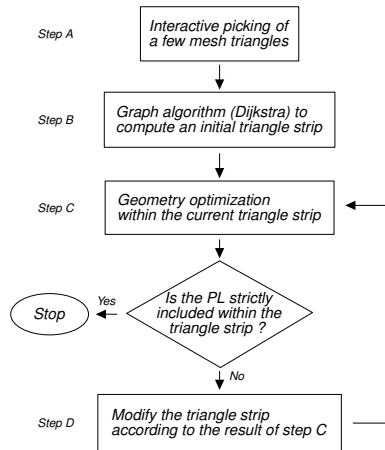 Step A
Interactive picking of
a few mesh triangles
Step B
Graph algorithm (Dijkstra) to
compute an initial triangle strip
Step C
Geometry optimization
within the current triangle strip
Is the PL strictly
included within the
triangle strip ?
Yes
Stop
No
Step D
Modify the triangle strip
according to the result of step C